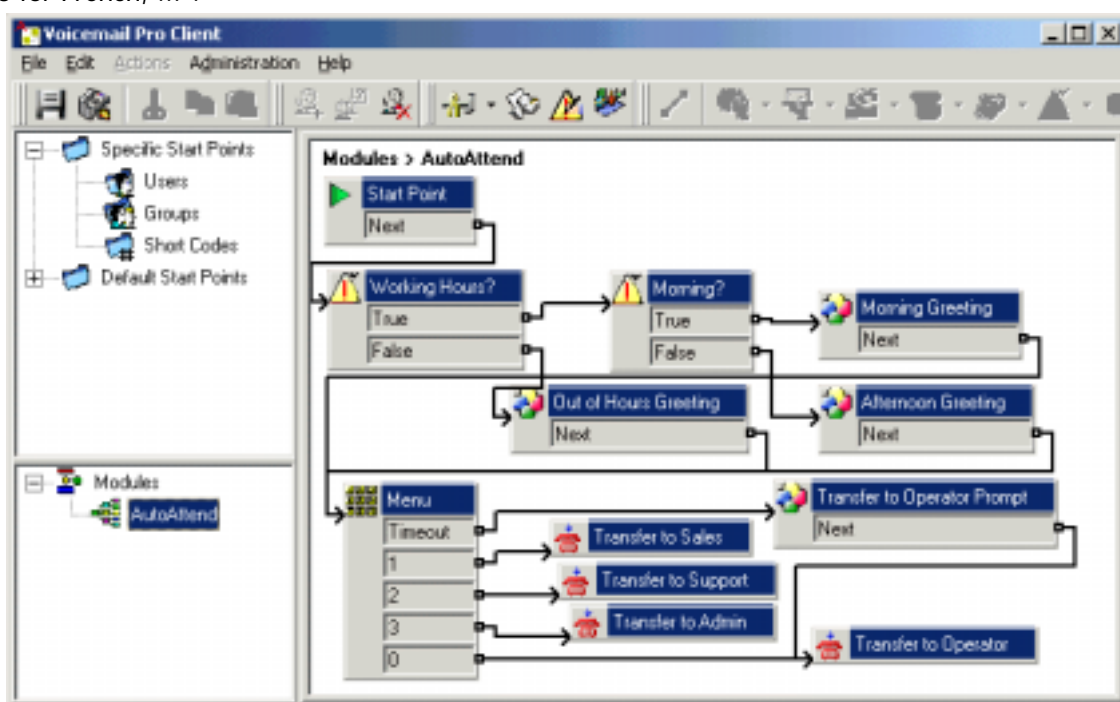 Voicemail Pro Client
File Edit Actions Administration Help
Specific Start Points
Users
Groups
Short Codes
Default Start Points
Modules
AutoAttend
Modules > AutoAttend
Start Point
Next
Working Hours?
True
False
Morning?
True
False
Morning Greeting
Next
Out of Hours Greeting
Next
Afternoon Greeting
Next
Menu
Timeout
1
2
3
0
Transfer to Operator Prompt
Next
Transfer to Sales
Transfer to Support
Transfer to Admin
Transfer to Operator